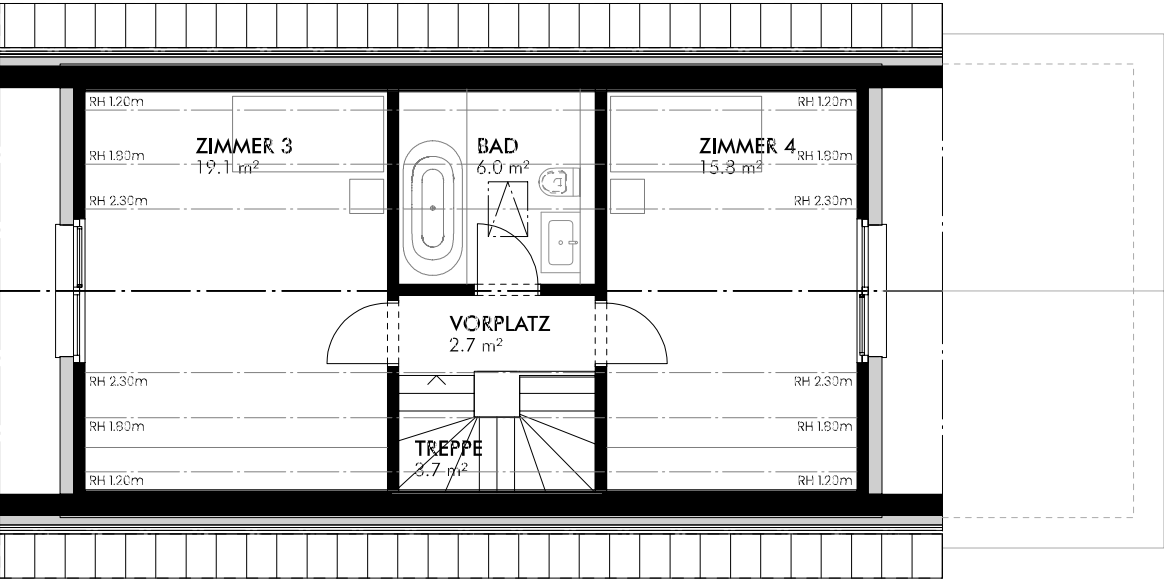 RH 1.20m
RH 1.20m
ZIMMER 3
19.1 m²
BAD
6.0 m²
ZIMMER 4
15.8 m²
RH 1.80m
RH 1.80m
RH 2.30m
RH 2.30m
VORPLATZ
2.7 m²
RH 2.30m
RH 2.30m
RH 1.80m
RH 1.80m
TREPPE
3.7 m²
RH 1.20m
RH 1.20m